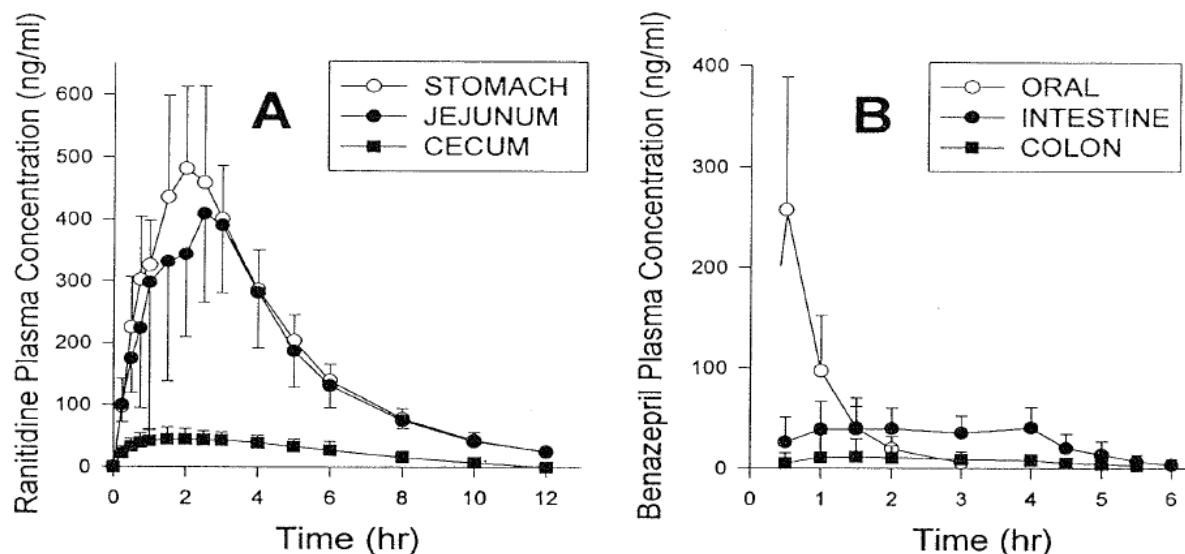 Ranitidine Plasma Concentration (ng/ml)
600
500
400
300
200
100
0
A
STOMACH
JEJUNUM
CECUM
0 2 4 6 8 10 12
Time (hr)
Benazepril Plasma Concentration (ng/ml)
400
300
200
100
0
B
ORAL
INTESTINE
COLON
0 1 2 3 4 5 6
Time (hr)